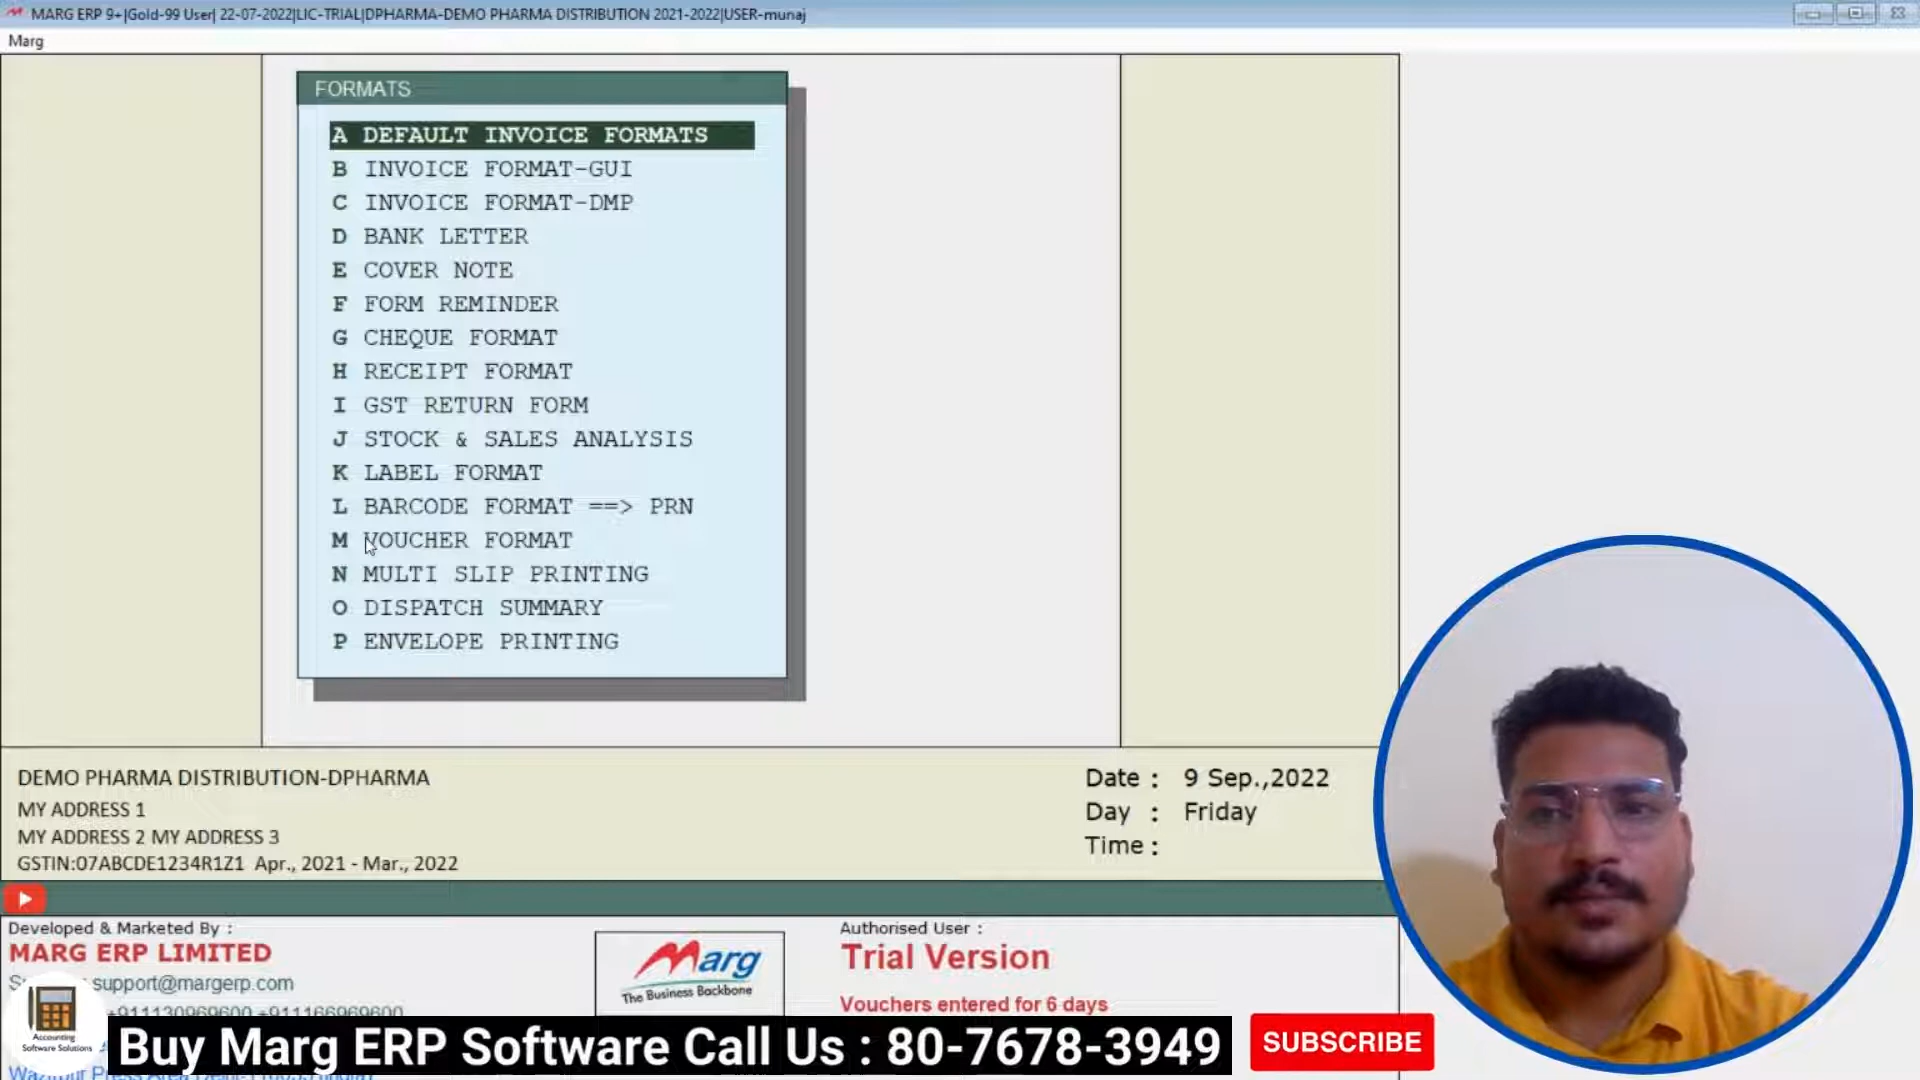 MARG ERP 9+|Gold-99 User| 22-07-2022|LIC-TRIAL|DPHARMA-DEMO PHARMA DISTRIBUTION 2021-2022|USER-munaj
Marg
FORMATS
A DEFAULT INVOICE FORMATS
B INVOICE FORMAT-GUI
C INVOICE FORMAT-DMP
D BANK LETTER
E COVER NOTE
F FORM REMINDER
G CHEQUE FORMAT
H RECEIPT FORMAT
I GST RETURN FORM
J STOCK & SALES ANALYSIS
K LABEL FORMAT
L BARCODE FORMAT ==> PRN
M VOUCHER FORMAT
N MULTI SLIP PRINTING
O DISPATCH SUMMARY
P ENVELOPE PRINTING
DEMO PHARMA DISTRIBUTION-DPHARMA
MY ADDRESS 1
MY ADDRESS 2 MY ADDRESS 3
GSTIN:07ABCDE1234R1Z1 Apr., 2021 - Mar., 2022
Date : 9 Sep.,2022
Day : Friday
Time :
Developed & Marketed By :
MARG ERP LIMITED
support@margerp.com
Marg
The Business Backbone
Authorised User :
Trial Version
Vouchers entered for 6 days
Accounting
Software Solutions
Buy Marg ERP Software Call Us : 80-7678-3949
SUBSCRIBE